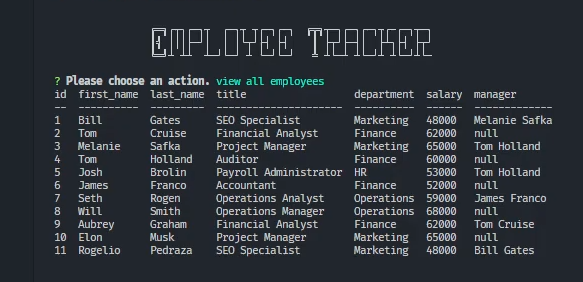 EMPLOYEE TRACKER
? Please choose an action. view all employees
id first_name last_name title department salary manager
-- ---------- --------- --------------------- ---------- ------ -------------
1 Bill Gates SEO Specialist Marketing 48000 Melanie Safka
2 Tom Cruise Financial Analyst Finance 62000 null
3 Melanie Safka Project Manager Marketing 65000 Tom Holland
4 Tom Holland Auditor Finance 60000 null
5 Josh Brolin Payroll Administrator HR 53000 Tom Holland
6 James Franco Accountant Finance 52000 null
7 Seth Rogen Operations Analyst Operations 59000 James Franco
8 Will Smith Operations Manager Operations 68000 null
9 Aubrey Graham Financial Analyst Finance 62000 Tom Cruise
10 Elon Musk Project Manager Marketing 65000 null
11 Rogelio Pedraza SEO Specialist Marketing 48000 Bill Gates